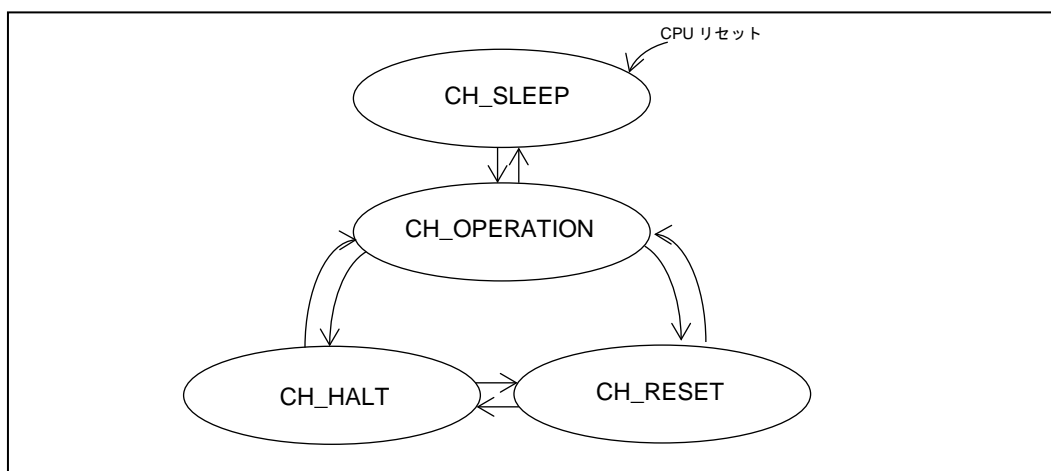 CPU リセット
CH_SLEEP
CH_OPERATION
CH_HALT
CH_RESET